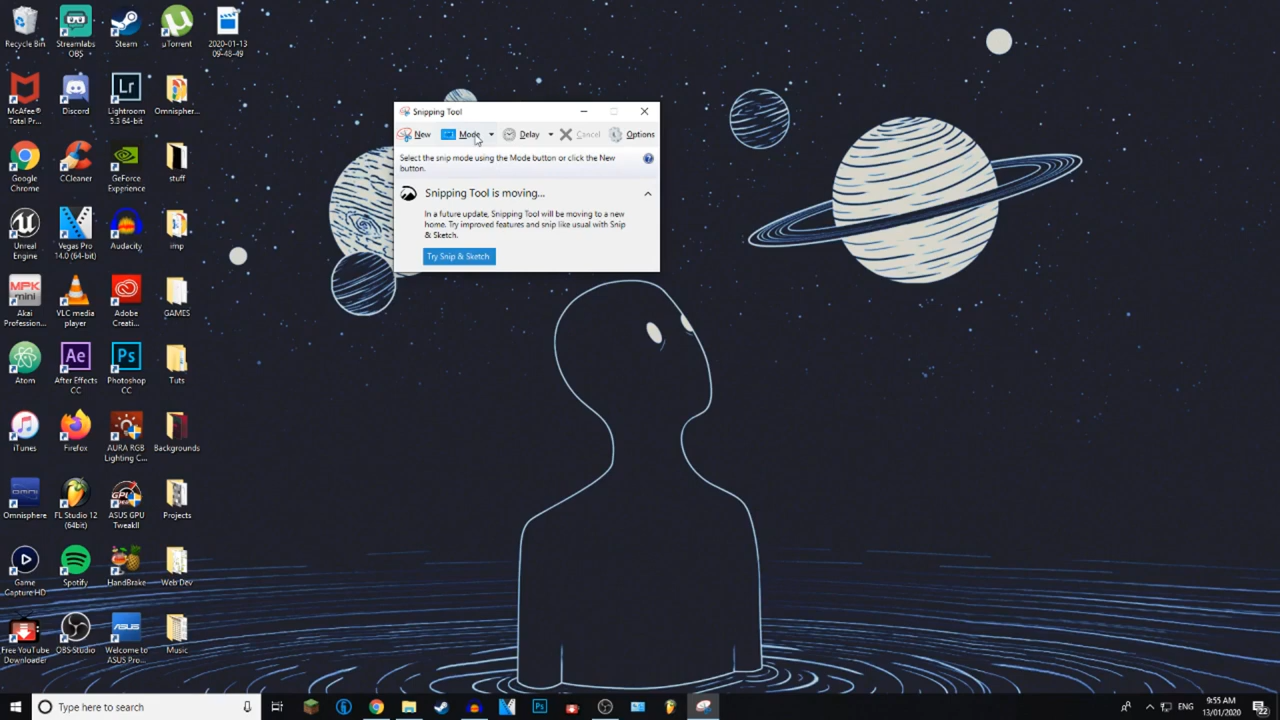 Recycle Bin
Streamlabs
OBS
Steam
µTorrent
2020-01-13
09-48-49
McAfee®
Total Pr...
Discord
Lightroom
5.3 64-bit
Omnispher...
Google
Chrome
CCleaner
GeForce
Experience
stuff
Unreal
Engine
Vegas Pro
14.0 (64-bit)
Audacity
imp
Akai
Profession...
VLC media
player
Adobe
Creati...
GAMES
Atom
After Effects
CC
Photoshop
CC
Tuts
iTunes
Firefox
AURA RGB
Lighting C...
Backgrounds
Omnisphere
FL Studio 12
(64bit)
ASUS GPU
TweakII
Projects
Game
Capture HD
Spotify
HandBrake
Web Dev
Free YouTube
Downloader
OBS Studio
Welcome to
ASUS Pro...
Music
Snipping Tool
New
Mode
Delay
Cancel
Options
Select the snip mode using the Mode button or click the New
button.
Snipping Tool is moving...
In a future update, Snipping Tool will be moving to a new
home. Try improved features and snip like usual with Snip
& Sketch.
Try Snip & Sketch
Type here to search
ENG
9:55 AM
13/01/2020
22